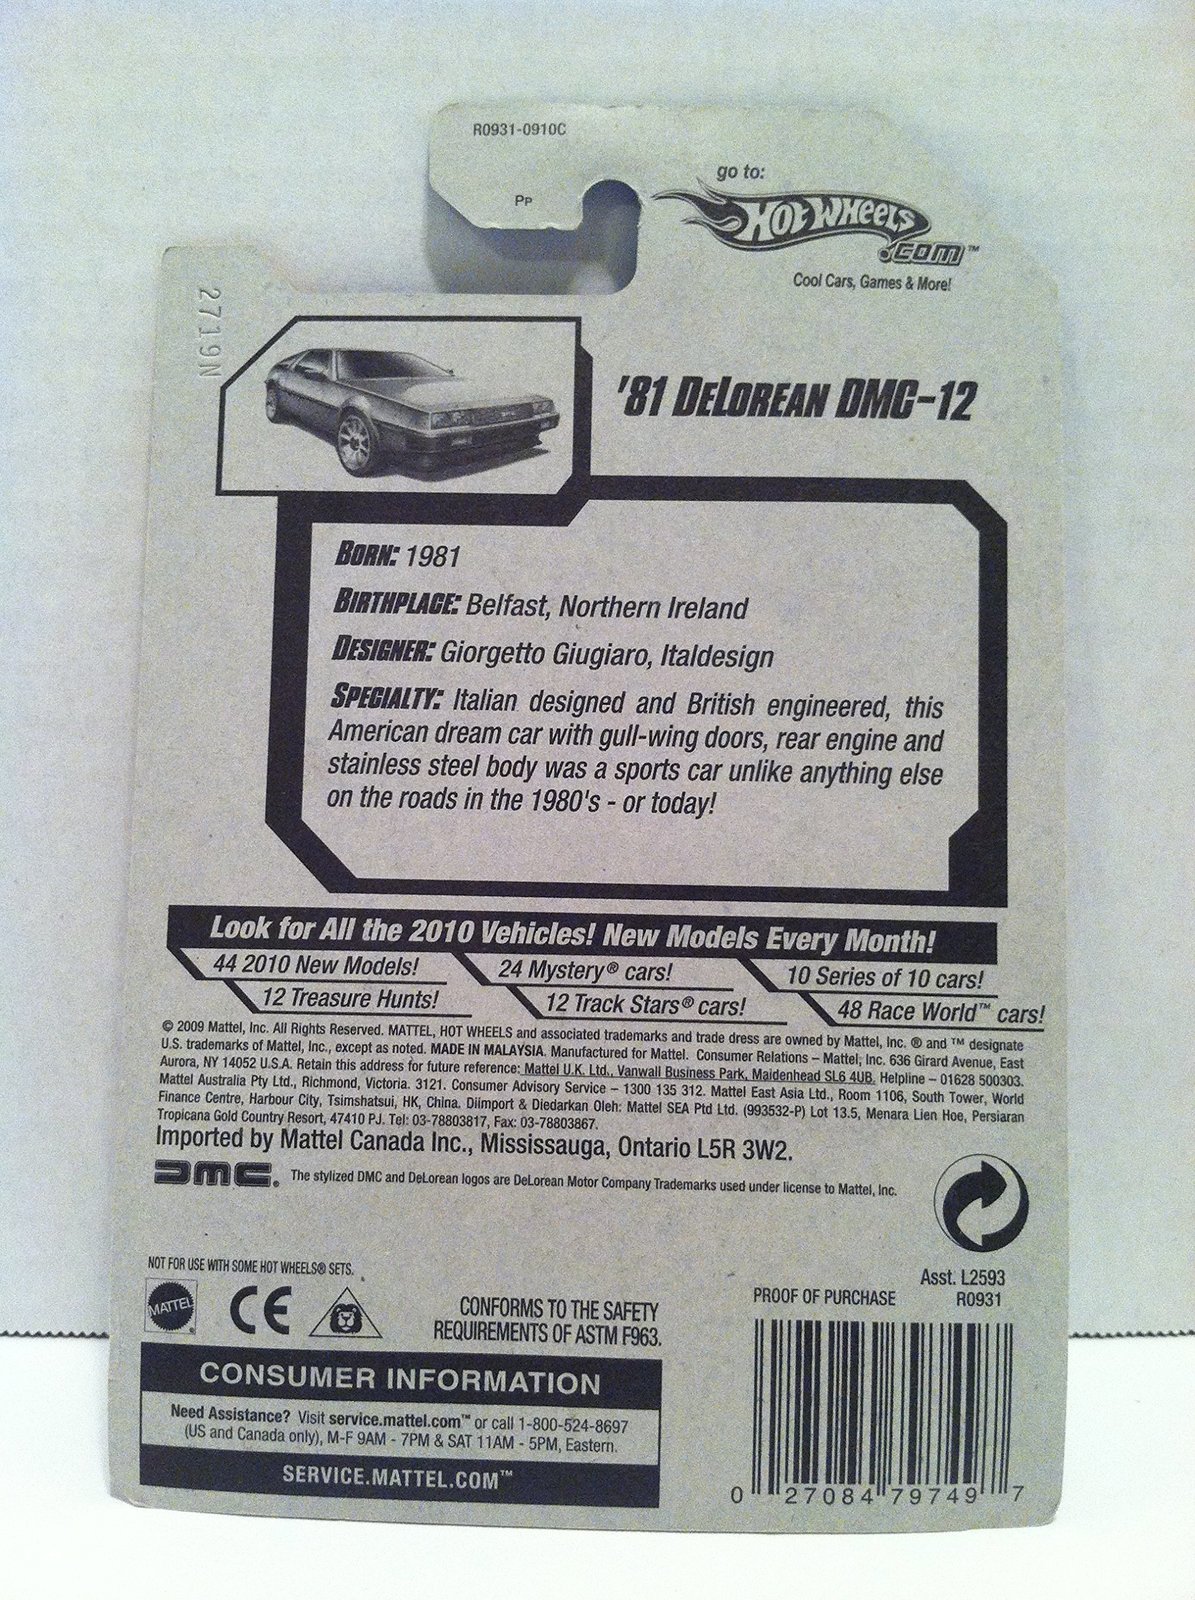 R0931-0910C
PP
go to:
HOT WHEELS
.COM™
Cool Cars, Games & More!
2719N
'81 DELOREAN DMC-12
BORN: 1981
BIRTHPLACE: Belfast, Northern Ireland
DESIGNER: Giorgetto Giugiaro, Italdesign
SPECIALTY: Italian designed and British engineered, this
American dream car with gull-wing doors, rear engine and
stainless steel body was a sports car unlike anything else
on the roads in the 1980's - or today!
Look for All the 2010 Vehicles! New Models Every Month!
44 2010 New Models!
24 Mystery® cars!
10 Series of 10 cars!
12 Treasure Hunts!
12 Track Stars® cars!
48 Race World™ cars!
© 2009 Mattel, Inc. All Rights Reserved. MATTEL, HOT WHEELS and associated trademarks and trade dress are owned by Mattel, Inc. ® and ™ designate
U.S. trademarks of Mattel, Inc., except as noted. MADE IN MALAYSIA. Manufactured for Mattel. Consumer Relations – Mattel, Inc. 636 Girard Avenue, East
Aurora, NY 14052 U.S.A. Retain this address for future reference: Mattel U.K. Ltd., Vanwall Business Park, Maidenhead SL6 4UB. Helpline – 01628 500303.
Mattel Australia Pty Ltd., Richmond, Victoria. 3121. Consumer Advisory Service – 1300 135 312. Mattel East Asia Ltd., Room 1106, South Tower, World
Finance Centre, Harbour City, Tsimshatsui, HK, China. Diimport & Diedarkan Oleh: Mattel SEA Ptd Ltd. (993532-P) Lot 13.5, Menara Lien Hoe, Persiaran
Tropicana Gold Country Resort, 47410 PJ. Tel: 03-78803817, Fax: 03-78803867.
Imported by Mattel Canada Inc., Mississauga, Ontario L5R 3W2.
DMC. The stylized DMC and DeLorean logos are DeLorean Motor Company Trademarks used under license to Mattel, Inc.
NOT FOR USE WITH SOME HOT WHEELS® SETS.
MATTEL®
CE
CONFORMS TO THE SAFETY
REQUIREMENTS OF ASTM F963.
Asst. L2593
PROOF OF PURCHASE R0931
CONSUMER INFORMATION
Need Assistance? Visit service.mattel.com™ or call 1-800-524-8697
(US and Canada only), M-F 9AM - 7PM & SAT 11AM - 5PM, Eastern.
SERVICE.MATTEL.COM™
0 27084 79749 7